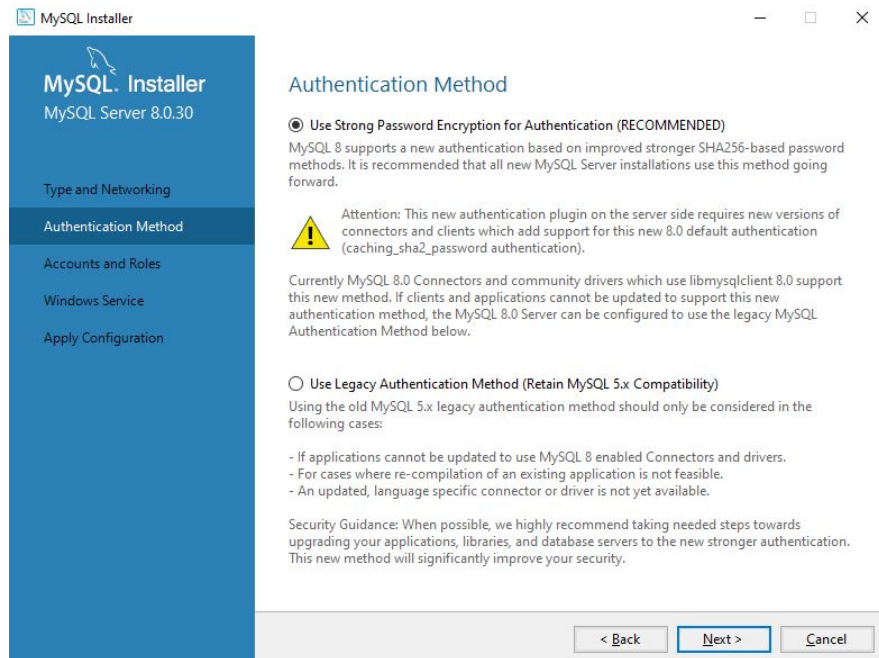 MySQL Installer
MySQL. Installer
MySQL Server 8.0.30
Type and Networking
Authentication Method
Accounts and Roles
Windows Service
Apply Configuration
Authentication Method
Use Strong Password Encryption for Authentication (RECOMMENDED)
MySQL 8 supports a new authentication based on improved stronger SHA256-based password
methods. It is recommended that all new MySQL Server installations use this method going
forward.
Attention: This new authentication plugin on the server side requires new versions of
connectors and clients which add support for this new 8.0 default authentication
(caching_sha2_password authentication).
Currently MySQL 8.0 Connectors and community drivers which use libmysqlclient 8.0 support
this new method. If clients and applications cannot be updated to support this new
authentication method, the MySQL 8.0 Server can be configured to use the legacy MySQL
Authentication Method below.
Use Legacy Authentication Method (Retain MySQL 5.x Compatibility)
Using the old MySQL 5.x legacy authentication method should only be considered in the
following cases:
- If applications cannot be updated to use MySQL 8 enabled Connectors and drivers.
- For cases where re-compilation of an existing application is not feasible.
- An updated, language specific connector or driver is not yet available.
Security Guidance: When possible, we highly recommend taking needed steps towards
upgrading your applications, libraries, and database servers to the new stronger authentication.
This new method will significantly improve your security.
< Back
Next >
Cancel